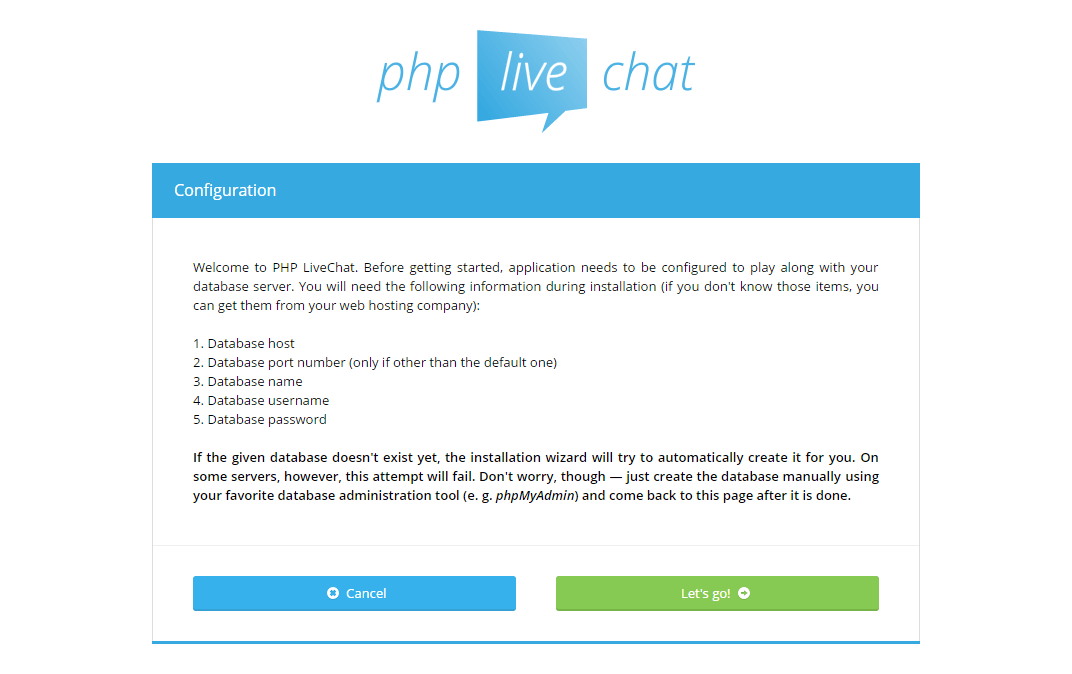 php live chat
Configuration
Welcome to PHP LiveChat. Before getting started, application needs to be configured to play along with your
database server. You will need the following information during installation (if you don't know those items, you
can get them from your web hosting company):
1. Database host
2. Database port number (only if other than the default one)
3. Database name
4. Database username
5. Database password
If the given database doesn't exist yet, the installation wizard will try to automatically create it for you. On
some servers, however, this attempt will fail. Don't worry, though — just create the database manually using
your favorite database administration tool (e. g. phpMyAdmin) and come back to this page after it is done.
Cancel
Let's go!